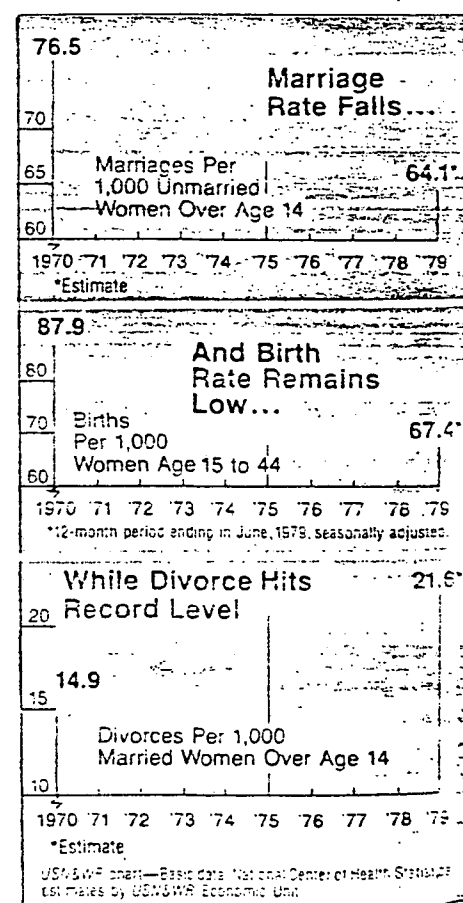 76.5
Marriage
Rate Falls...
70
65
Marriages Per
1,000 Unmarried
Women Over Age 14
64.1*
60
1970 '71 '72 '73 '74 '75 '76 '77 '78 '79
*Estimate
87.9
And Birth
Rate Remains
Low...
80
70
Births
Per 1,000
Women Age 15 to 44
67.4*
60
1970 '71 '72 '73 '74 '75 '76 '77 '78 '79
*12-month period ending in June, 1979, seasonally adjusted.
While Divorce Hits
Record Level
21.6*
20
14.9
15
Divorces Per 1,000
Married Women Over Age 14
10
1970 '71 '72 '73 '74 '75 '76 '77 '78 '79
*Estimate
USN&WR chart—Basic data: National Center of Health Statistics
estimates by USN&WR Economic Unit